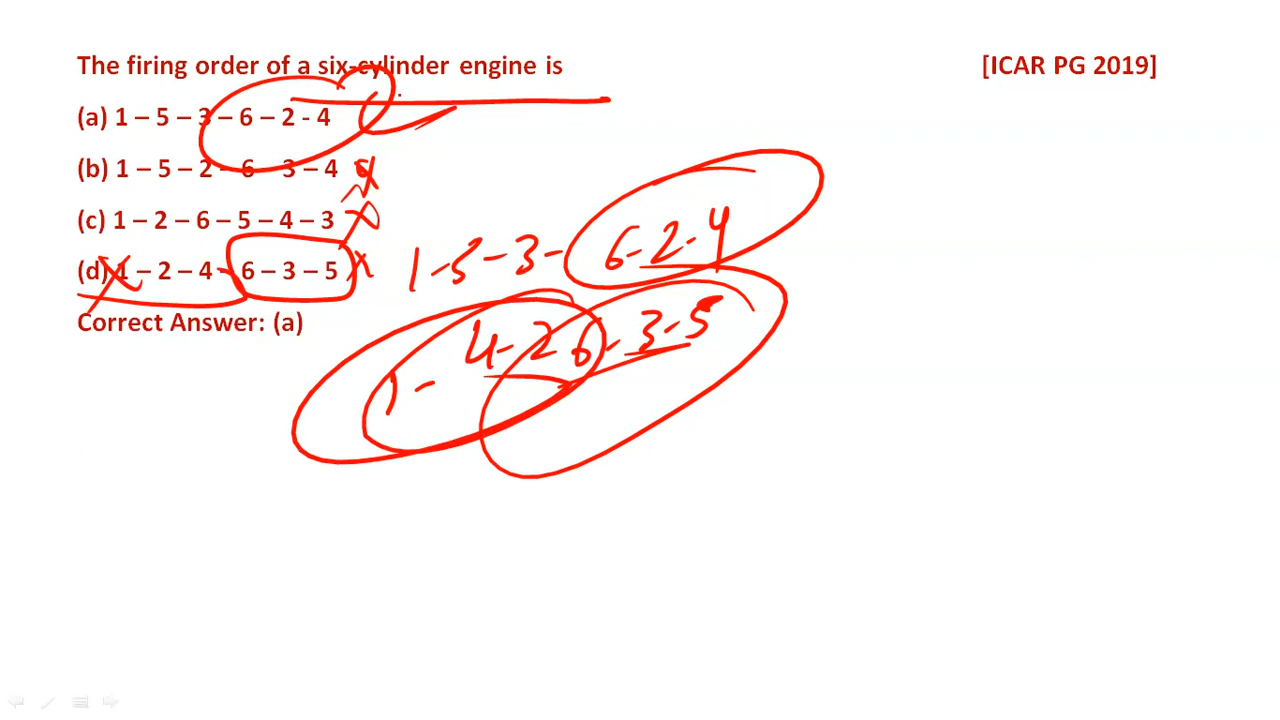 The firing order of a six-cylinder engine is [ICAR PG 2019]
(a) 1 – 5 – 3 – 6 – 2 - 4
(b) 1 – 5 – 2 – 6 – 3 – 4
(c) 1 – 2 – 6 – 5 – 4 – 3
(d) 1 – 2 – 4 – 6 – 3 – 5
Correct Answer: (a)
1-5-3-6-2-4
1-4-2 6-3-5